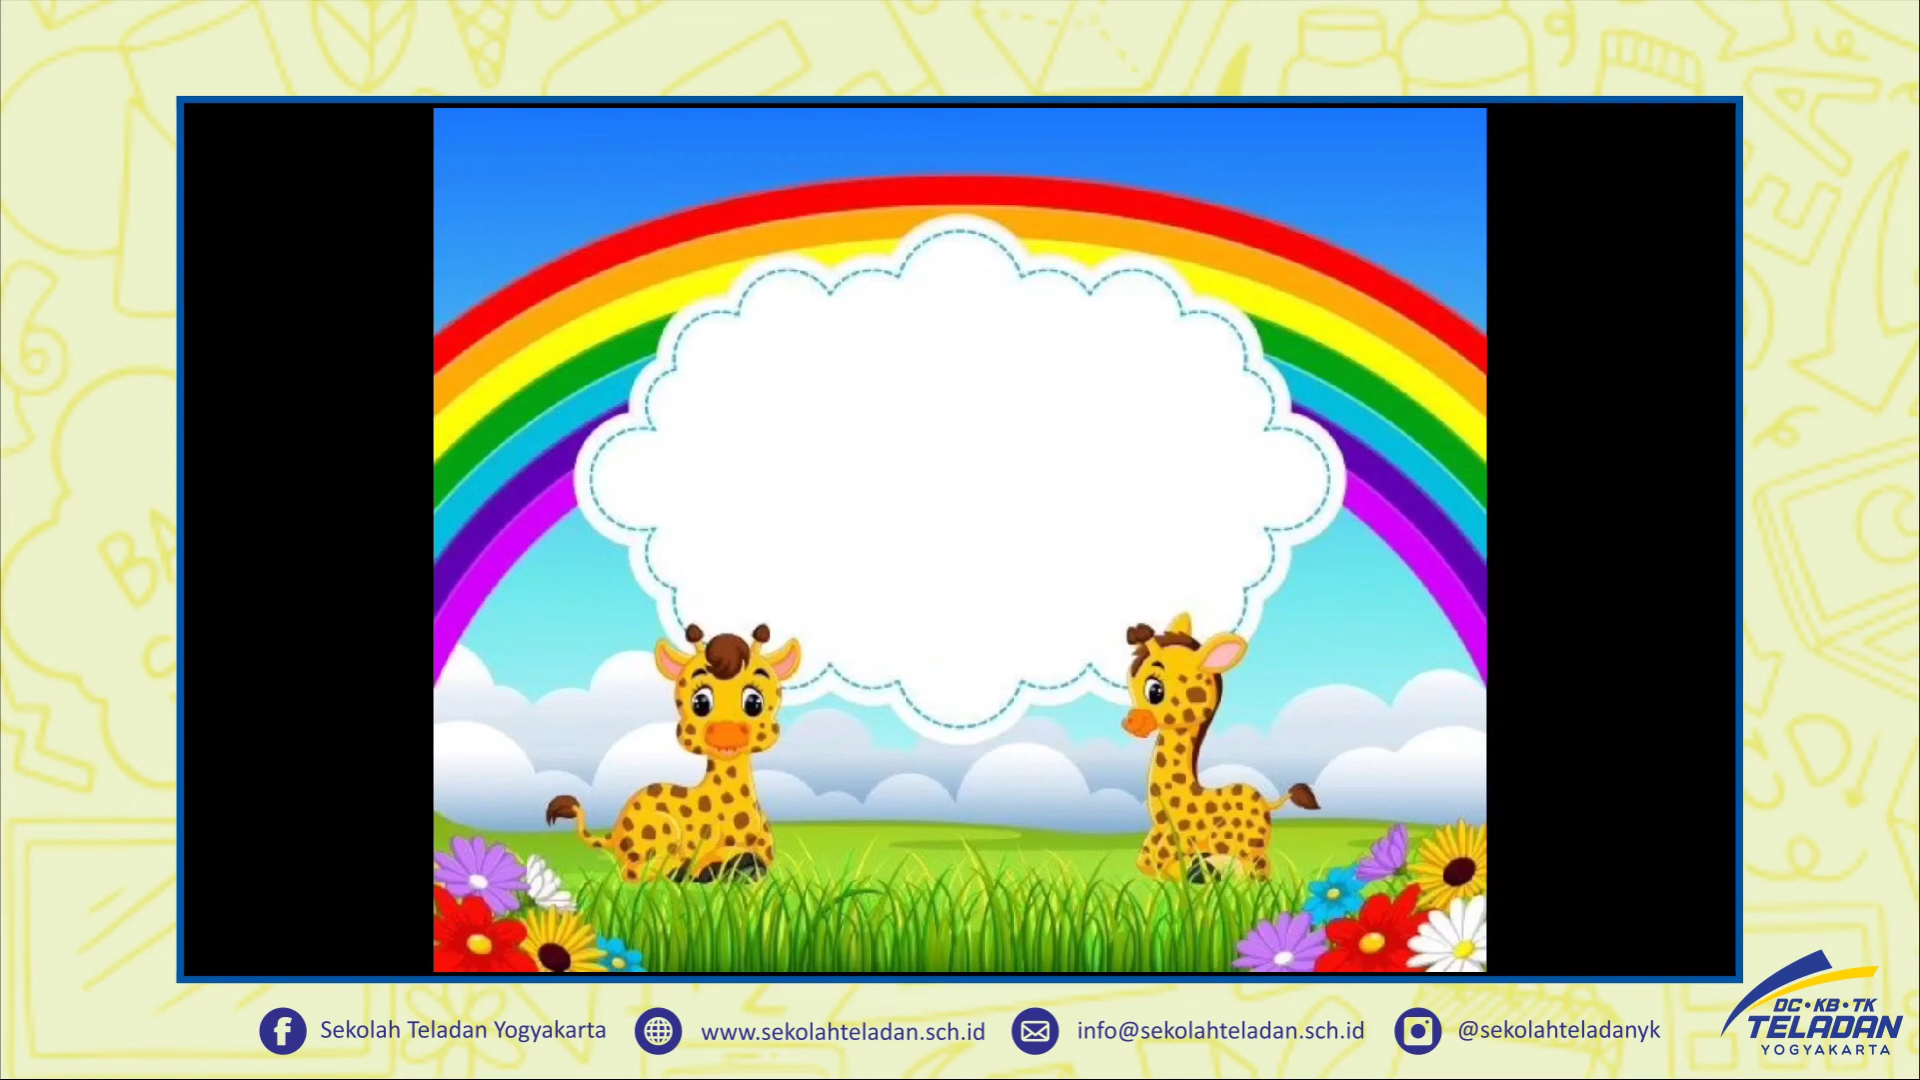 Sekolah Teladan Yogyakarta
www.sekolahteladan.sch.id
info@sekolahteladan.sch.id
@sekolahteladanyk
DC•KB•TK
TELADAN
YOGYAKARTA